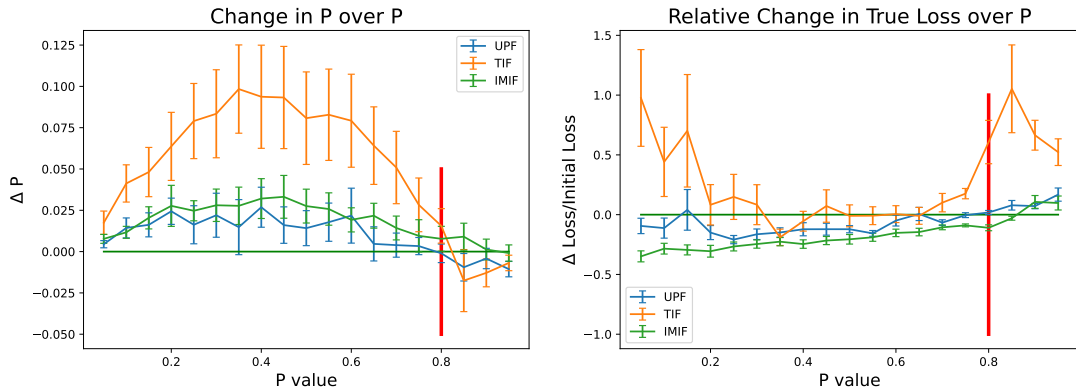 Change in P over P
Δ P
0.125
0.100
0.075
0.050
0.025
0.000
−0.025
−0.050
0.2
0.4
0.6
0.8
P value
UPF
TIF
IMIF
Relative Change in True Loss over P
Δ Loss/Initial Loss
1.5
1.0
0.5
0.0
−0.5
−1.0
0.2
0.4
0.6
0.8
P value
UPF
TIF
IMIF